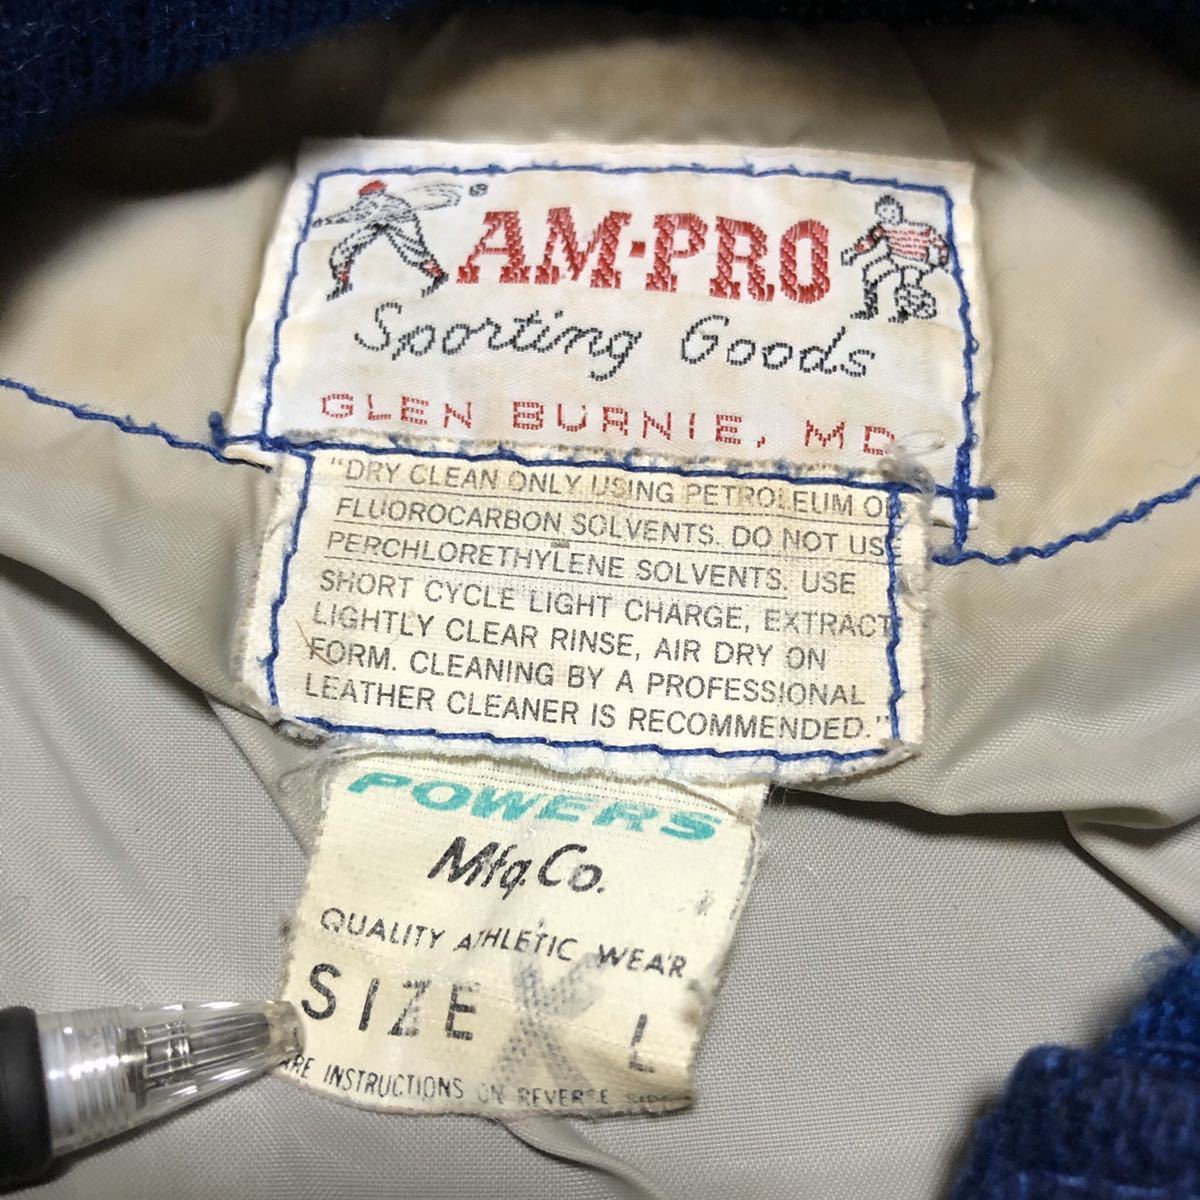 AM-PRO
Sporting Goods
GLEN BURNIE, MD.
"DRY CLEAN ONLY USING PETROLEUM OR
FLUOROCARBON SOLVENTS. DO NOT USE
PERCHLORETHYLENE SOLVENTS. USE
SHORT CYCLE LIGHT CHARGE, EXTRACT
LIGHTLY CLEAR RINSE, AIR DRY ON
FORM. CLEANING BY A PROFESSIONAL
LEATHER CLEANER IS RECOMMENDED."
POWERS
Mfg. Co.
QUALITY ATHLETIC WEAR
SIZE X L
ARE INSTRUCTIONS ON REVERSE SIDE